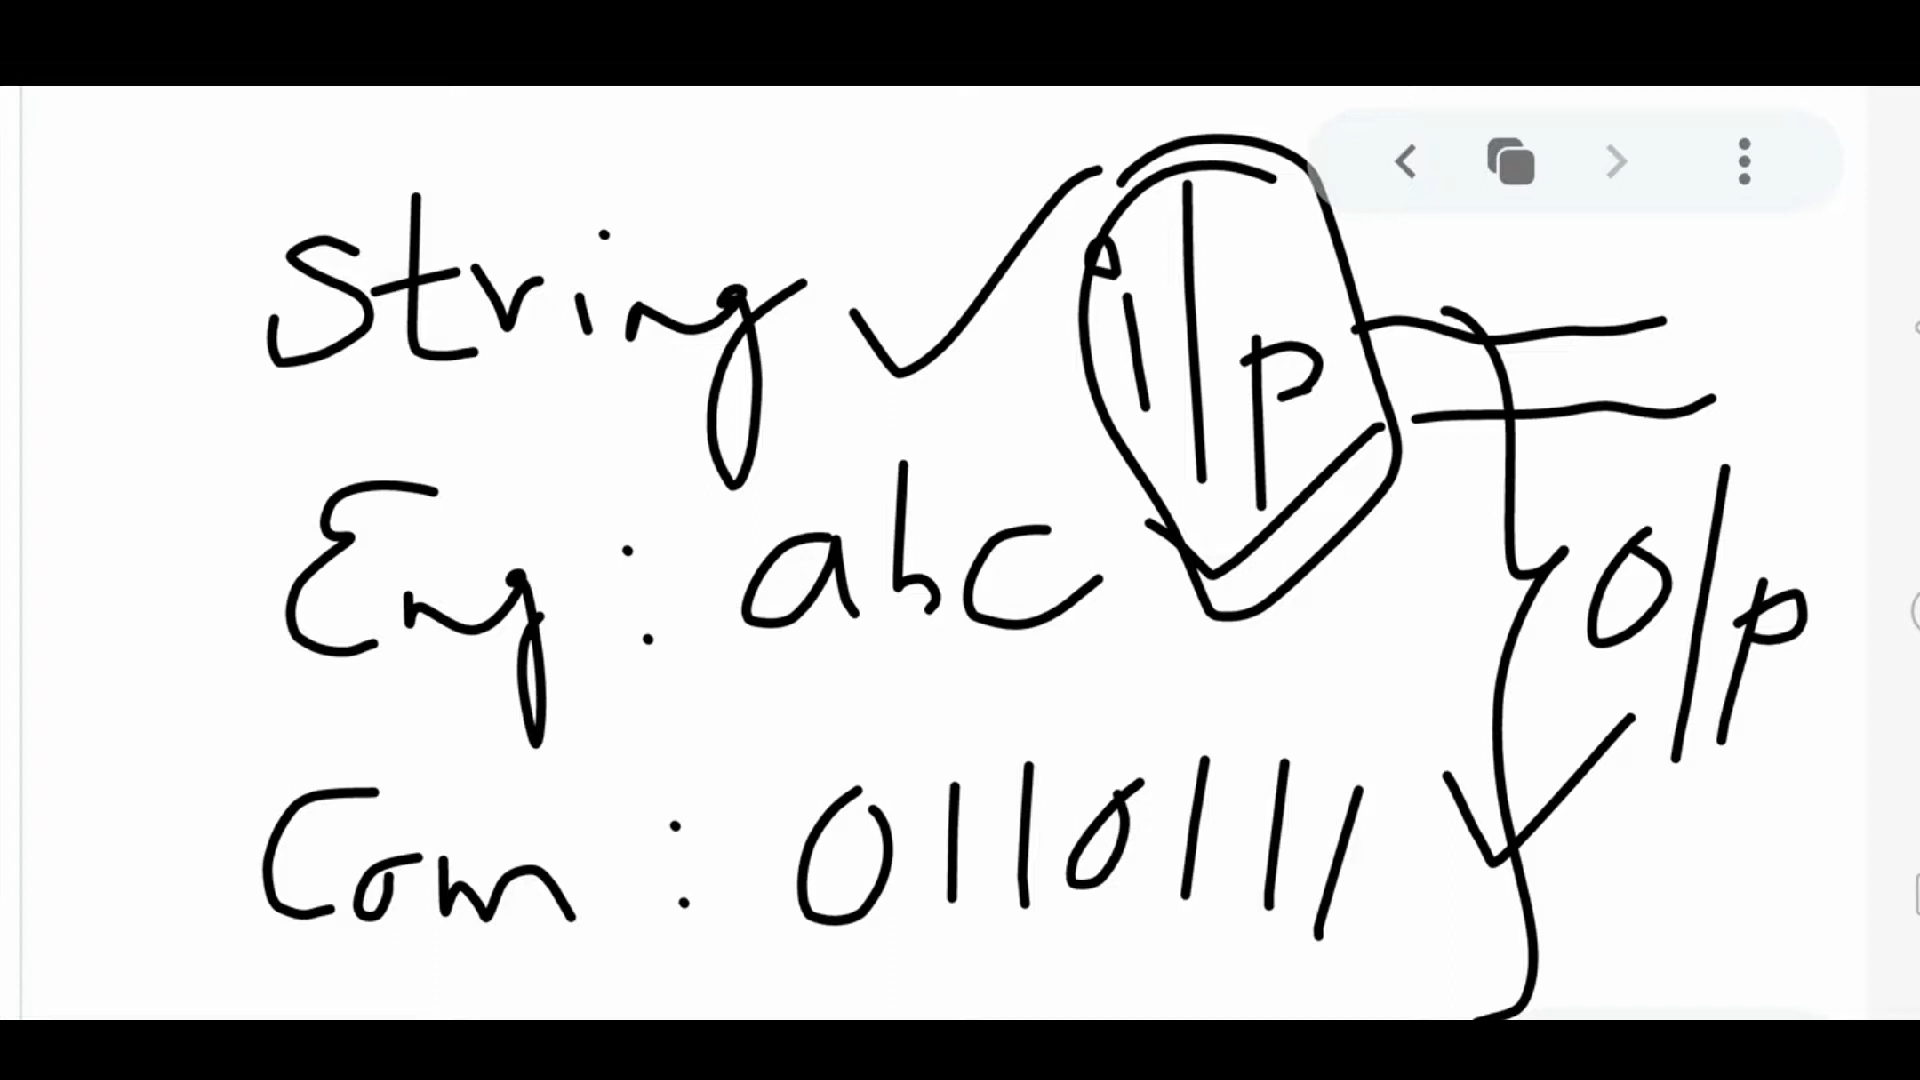 String I/p
Eng : abc O/p
Com : 0110111